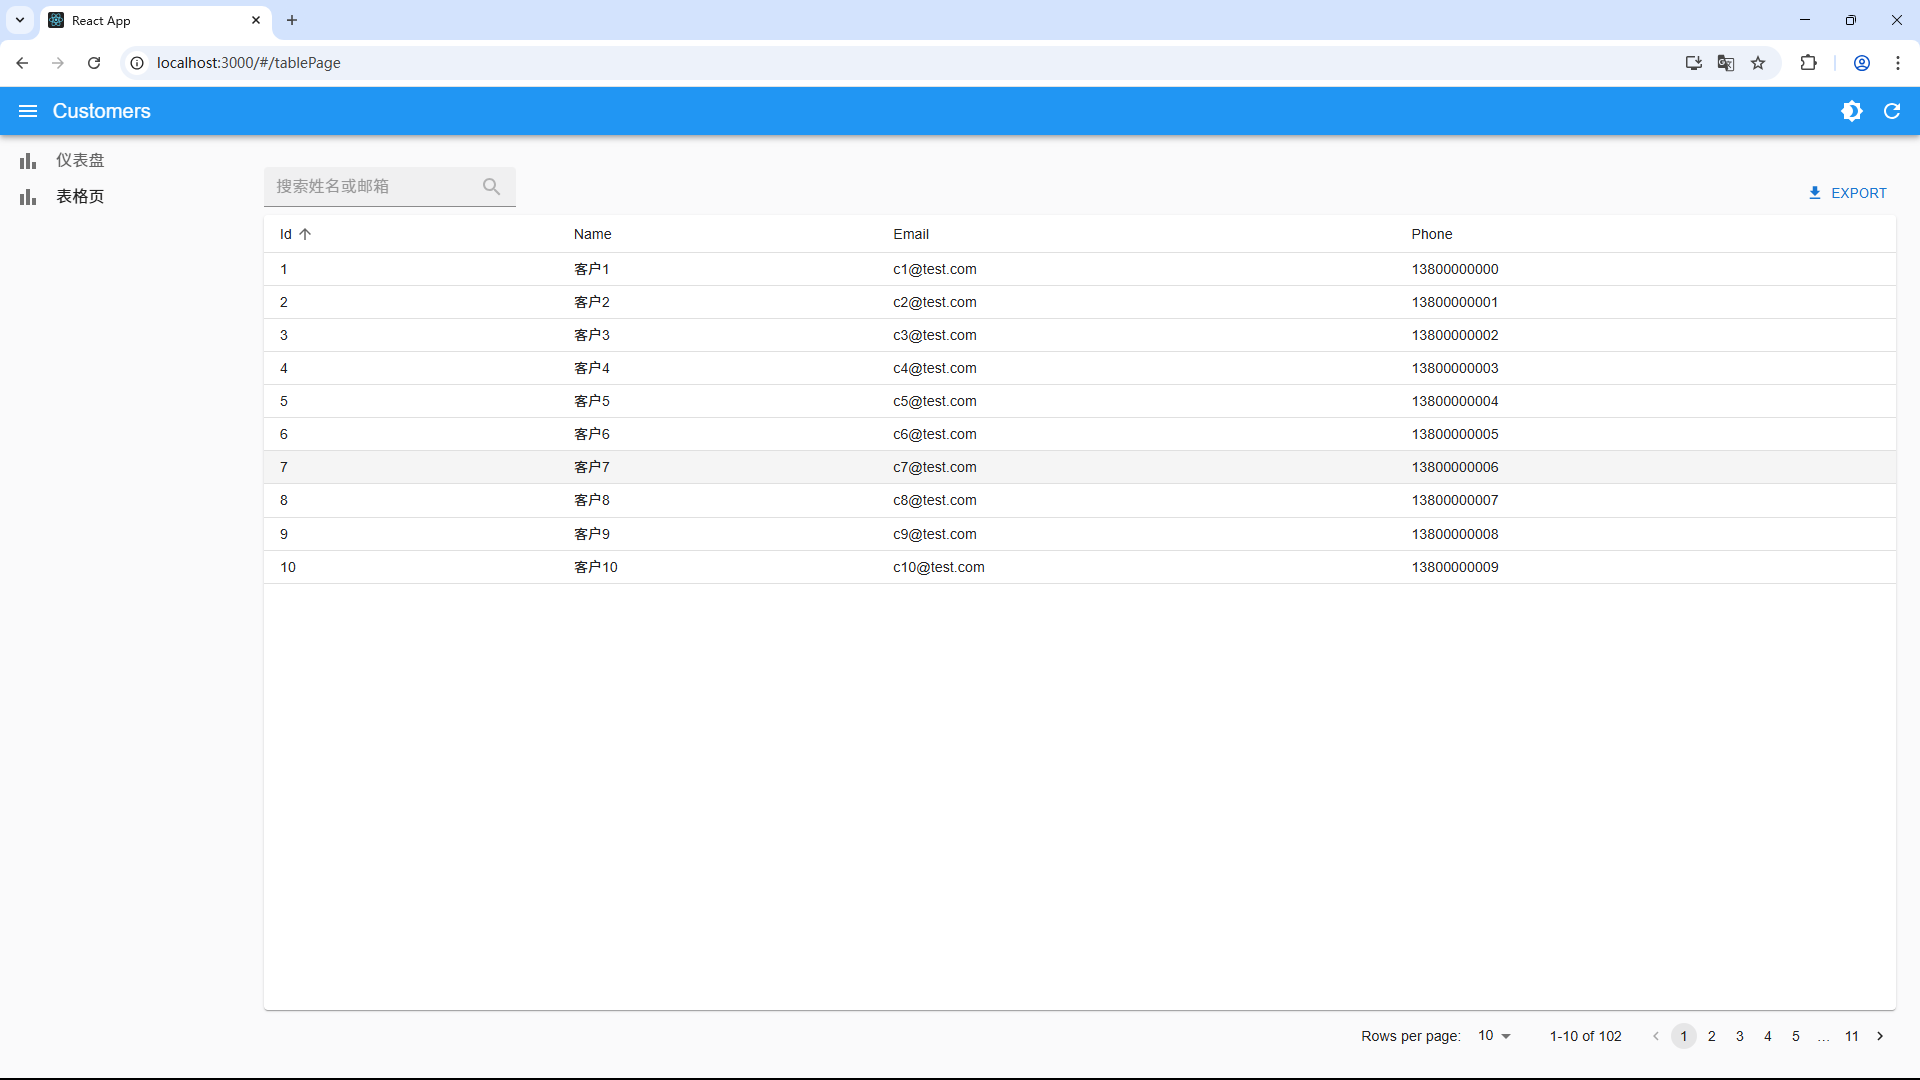 React App
localhost:3000/#/tablePage
Customers
仪表盘
表格页
搜索姓名或邮箱
EXPORT
Id Name Email Phone
1 客户1 c1@test.com 13800000000
2 客户2 c2@test.com 13800000001
3 客户3 c3@test.com 13800000002
4 客户4 c4@test.com 13800000003
5 客户5 c5@test.com 13800000004
6 客户6 c6@test.com 13800000005
7 客户7 c7@test.com 13800000006
8 客户8 c8@test.com 13800000007
9 客户9 c9@test.com 13800000008
10 客户10 c10@test.com 13800000009
Rows per page: 10 1-10 of 102 1 2 3 4 5 … 11